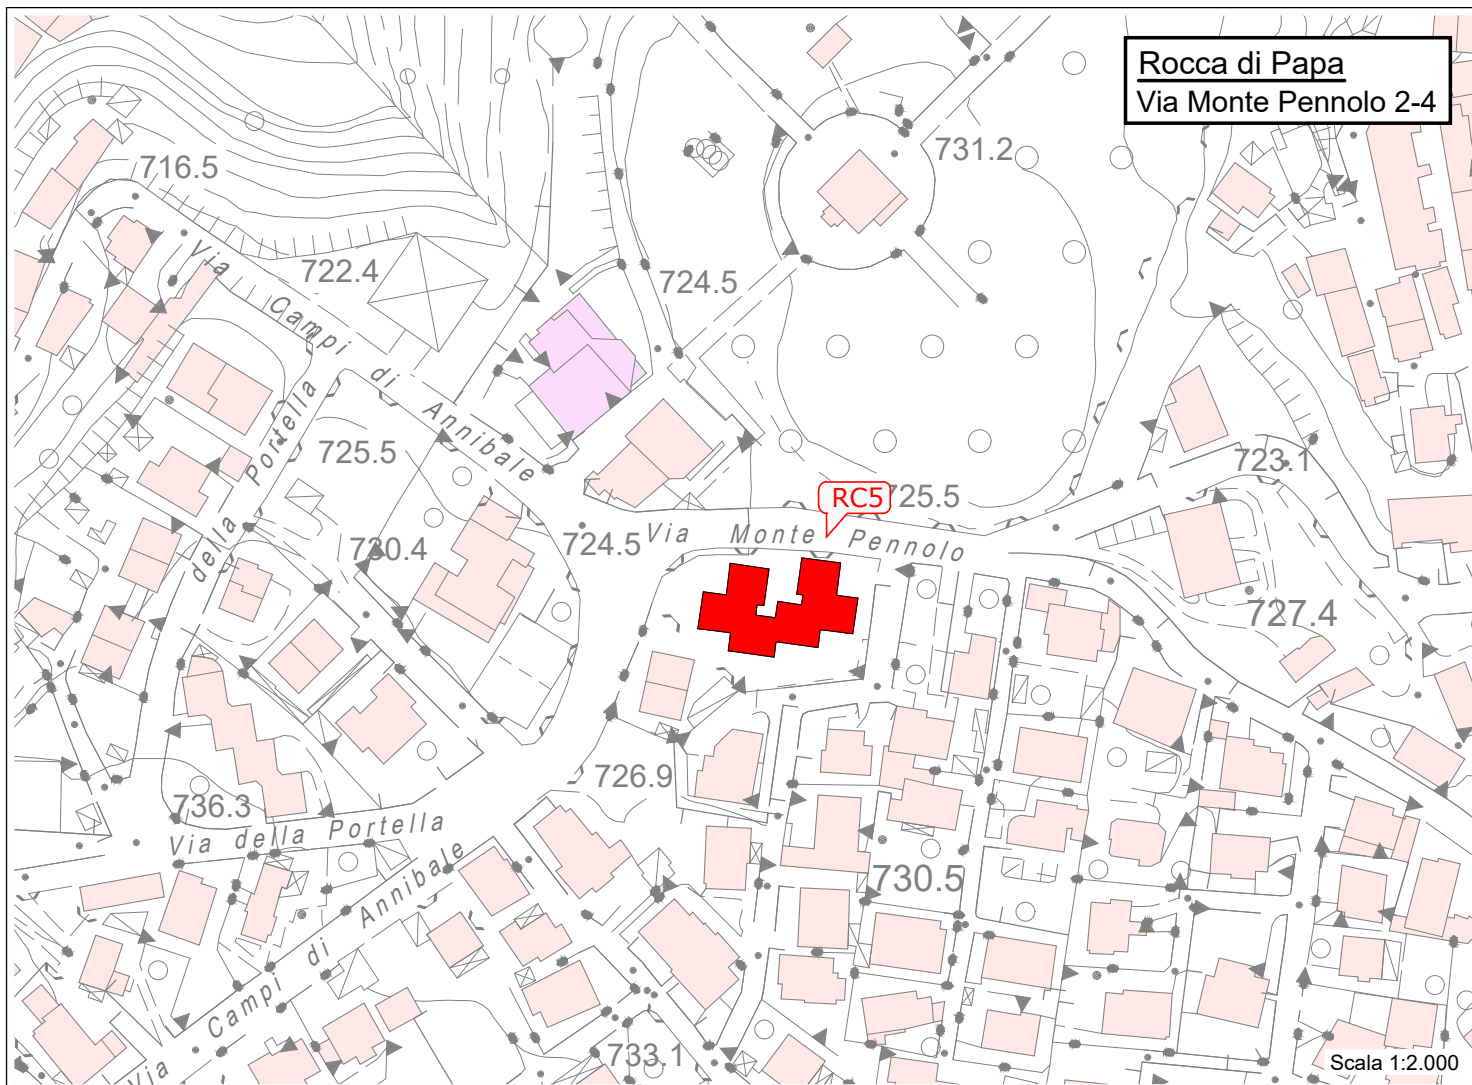 Rocca di Papa
Via Monte Pennolo 2-4
731.2
716.5
722.4
724.5
Via Campi di Annibale
della Portella
725.5
723.1
RC5
725.5
730.4
724.5
Via Monte Pennolo
727.4
726.9
736.3
Via della Portella
730.5
Via Campi di Annibale
733.1
Scala 1:2.000